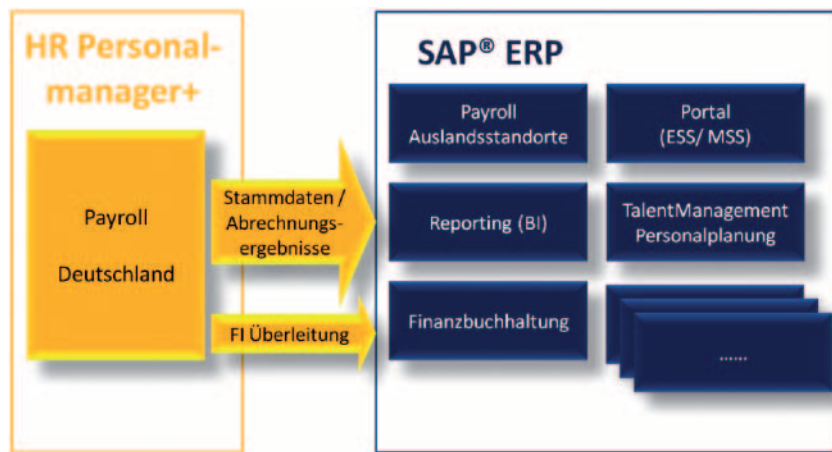 HR Personal-
manager+
Payroll
Deutschland
Stammdaten /
Abrechnungs-
ergebnisse
FI Überleitung
SAP® ERP
Payroll
Auslandsstandorte
Portal
(ESS/ MSS)
Reporting (BI)
TalentManagement
Personalplanung
Finanzbuchhaltung
......